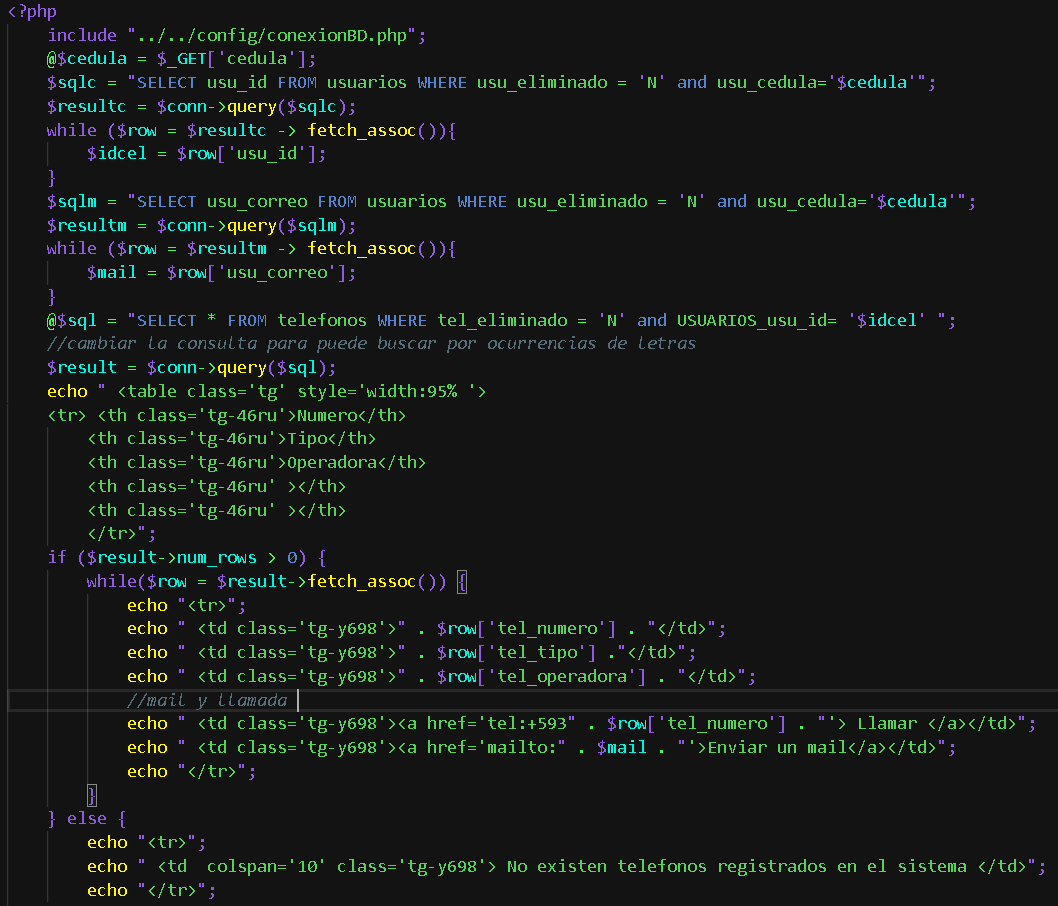 <?php
    include "../../config/conexionBD.php";
    @$cedula = $_GET['cedula'];
    $sqlc = "SELECT usu_id FROM usuarios WHERE usu_eliminado = 'N' and usu_cedula='$cedula'";
    $resultc = $conn->query($sqlc);
    while ($row = $resultc -> fetch_assoc()){
        $idcel = $row['usu_id'];
    }
    $sqlm = "SELECT usu_correo FROM usuarios WHERE usu_eliminado = 'N' and usu_cedula='$cedula'";
    $resultm = $conn->query($sqlm);
    while ($row = $resultm -> fetch_assoc()){
        $mail = $row['usu_correo'];
    }
    @$sql = "SELECT * FROM telefonos WHERE tel_eliminado = 'N' and USUARIOS_usu_id= '$idcel' ";
    //cambiar la consulta para puede buscar por ocurrencias de letras
    $result = $conn->query($sql);
    echo " <table class='tg' style='width:95% '>
    <tr> <th class='tg-46ru'>Numero</th>
        <th class='tg-46ru'>Tipo</th>
        <th class='tg-46ru'>Operadora</th>
        <th class='tg-46ru' ></th>
        <th class='tg-46ru' ></th>
        </tr>";
    if ($result->num_rows > 0) {
        while($row = $result->fetch_assoc()) {
            echo "<tr>";
            echo " <td class='tg-y698'>" . $row['tel_numero'] . "</td>";
            echo " <td class='tg-y698'>" . $row['tel_tipo'] ."</td>";
            echo " <td class='tg-y698'>" . $row['tel_operadora'] . "</td>";
            //mail y llamada
            echo " <td class='tg-y698'><a href='tel:+593" . $row['tel_numero'] . "'> Llamar </a></td>";
            echo " <td class='tg-y698'><a href='mailto:" . $mail . "'>Enviar un mail</a></td>";
            echo "</tr>";
        }
    } else {
        echo "<tr>";
        echo " <td  colspan='10' class='tg-y698'> No existen telefonos registrados en el sistema </td>";
        echo "</tr>";